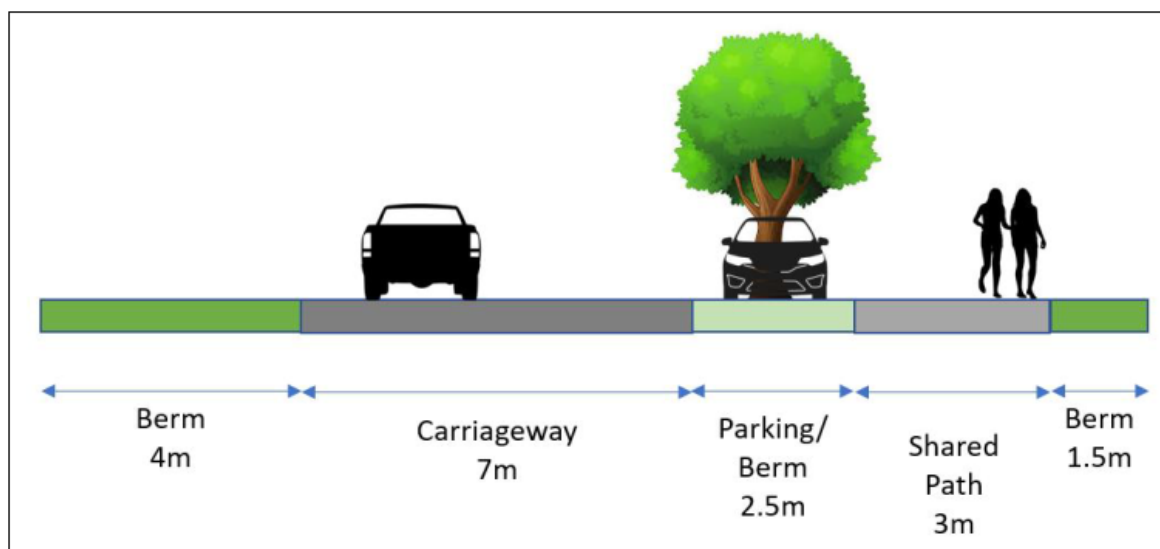 Berm
4m
Carriageway
7m
Parking/
Berm
2.5m
Shared
Path
3m
Berm
1.5m